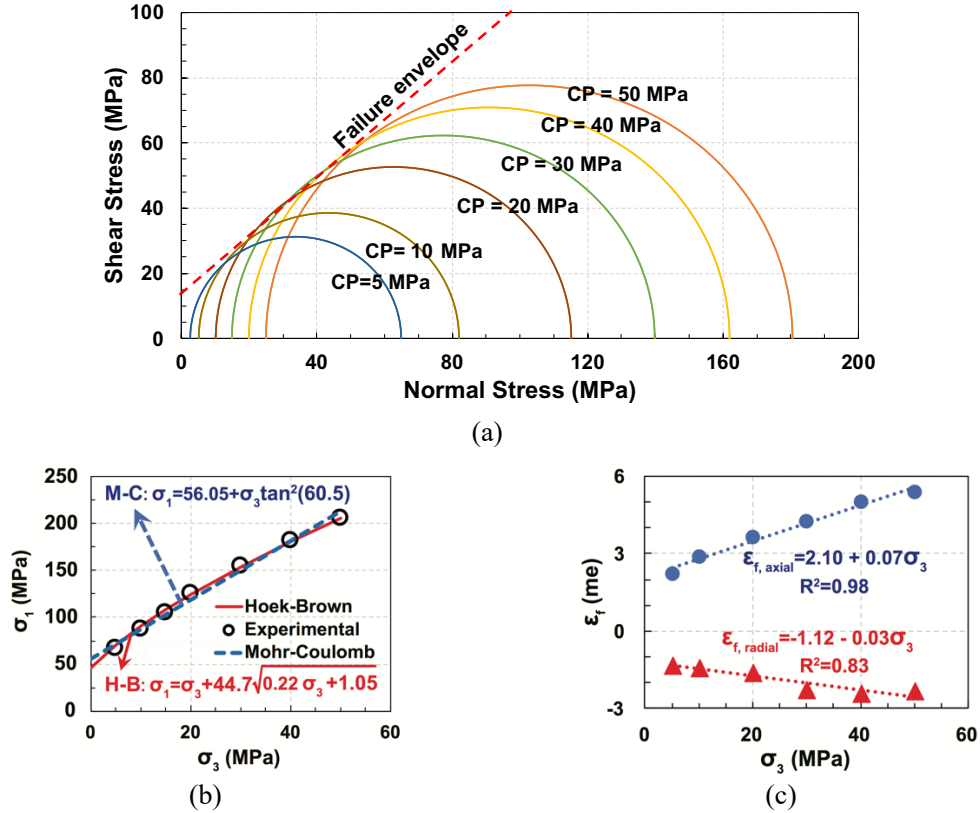 100
80
60
40
20
0
Shear Stress (MPa)
Failure envelope
CP = 50 MPa
CP = 40 MPa
CP = 30 MPa
CP = 20 MPa
CP= 10 MPa
CP=5 MPa
0 40 80 120 160 200
Normal Stress (MPa)
(a)
250
200
150
100
50
0
σ1 (MPa)
M-C: σ1=56.05+σ3tan²(60.5)
Hoek-Brown
Experimental
Mohr-Coulomb
H-B: σ1=σ3+44.7√0.22 σ3+1.05
0 20 40 60
σ3 (MPa)
(b)
6
3
0
-3
εf (me)
εf, axial=2.10 + 0.07σ3
R²=0.98
εf, radial=-1.12 - 0.03σ3
R²=0.83
0 20 40 60
σ3 (MPa)
(c)